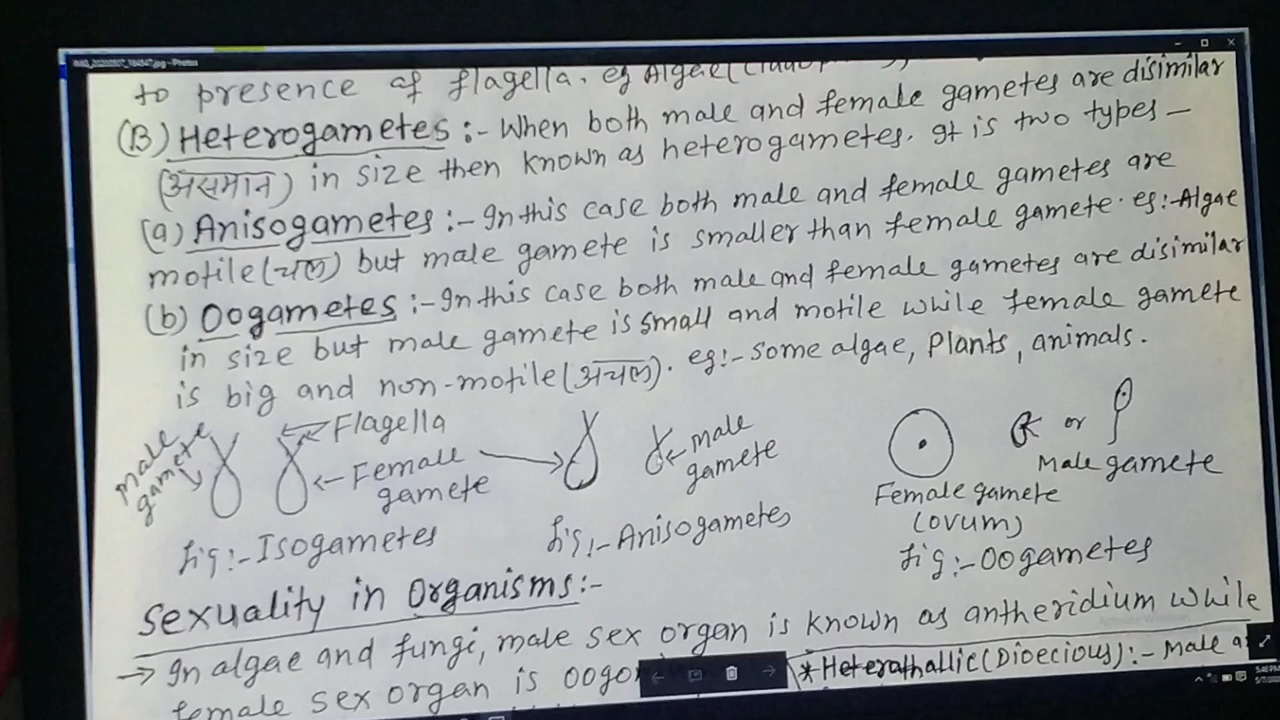 to presence of flagella. eg Algae
(B) Heterogametes :- When both male and female gametes are disimilar
(असमान) in size then known as heterogametes. It is two types -
(a) Anisogametes :- In this case both male and female gametes are
motile (चल) but male gamete is smaller than female gamete. eg:- Algae
(b) Oogametes :- In this case both male and female gametes are disimilar
in size but male gamete is small and motile while female gamete
is big and non-motile (अचल). eg:- Some algae, Plants, animals.
Male gamete
Flagella
Female gamete
fig:- Isogametes
male gamete
fig:- Anisogametes
Female gamete
(ovum)
or
Male gamete
fig:- Oogametes
Sexuality in Organisms:-
→ In algae and fungi, male sex organ is known as antheridium while
female sex organ is
* Heterathallic (Dioecious):- Male